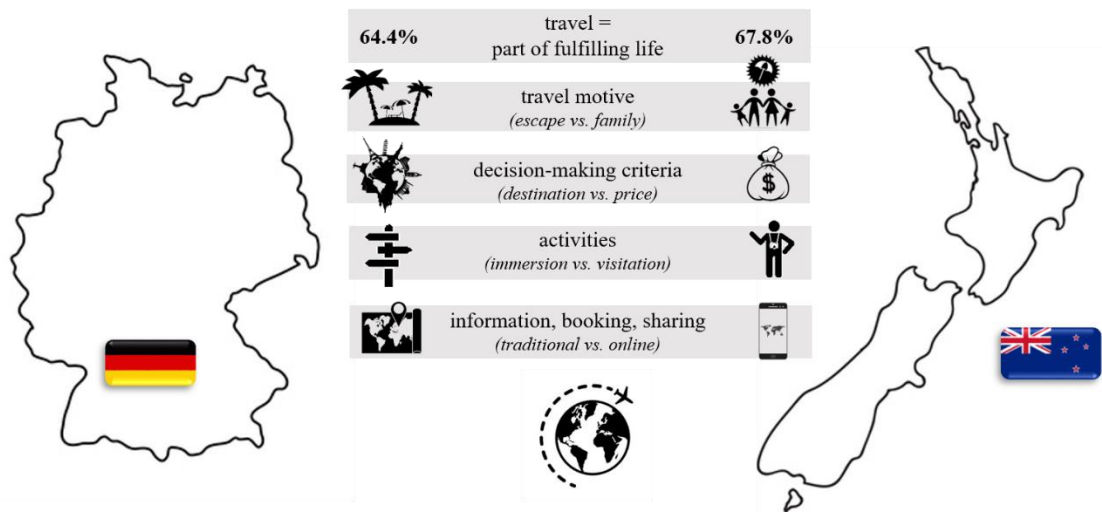 travel =
64.4% part of fulfilling life 67.8%
travel motive
(escape vs. family)
decision-making criteria
(destination vs. price)
$
activities
(immersion vs. visitation)
information, booking, sharing
(traditional vs. online)